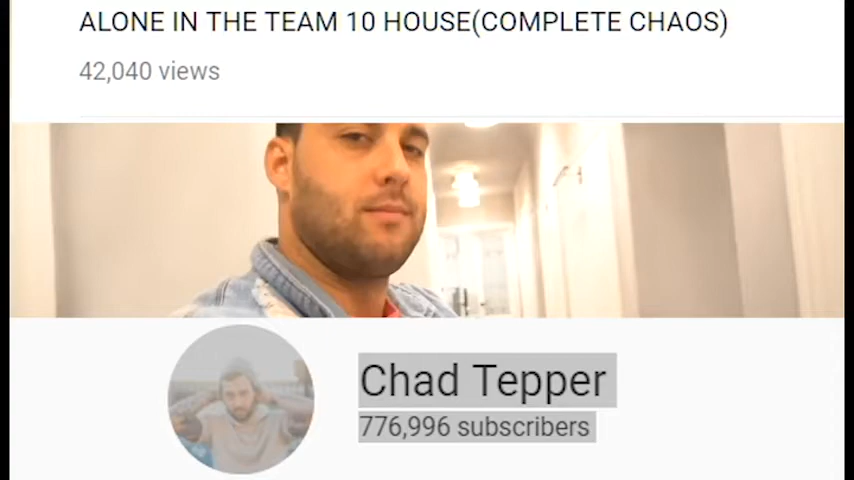 ALONE IN THE TEAM 10 HOUSE(COMPLETE CHAOS)
42,040 views
Chad Tepper
776,996 subscribers